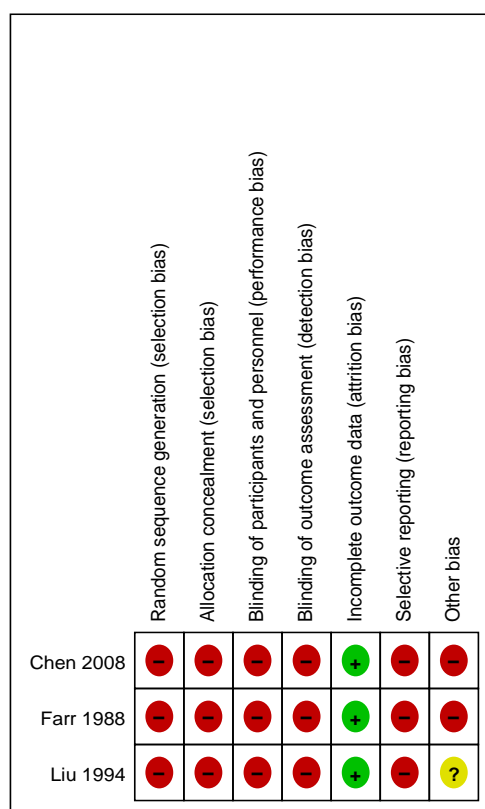 Random sequence generation (selection bias)
Allocation concealment (selection bias)
Blinding of participants and personnel (performance bias)
Blinding of outcome assessment (detection bias)
Incomplete outcome data (attrition bias)
Selective reporting (reporting bias)
Other bias
Chen 2008 – – – – + – –
Farr 1988 – – – – + – –
Liu 1994 – – – – + – ?